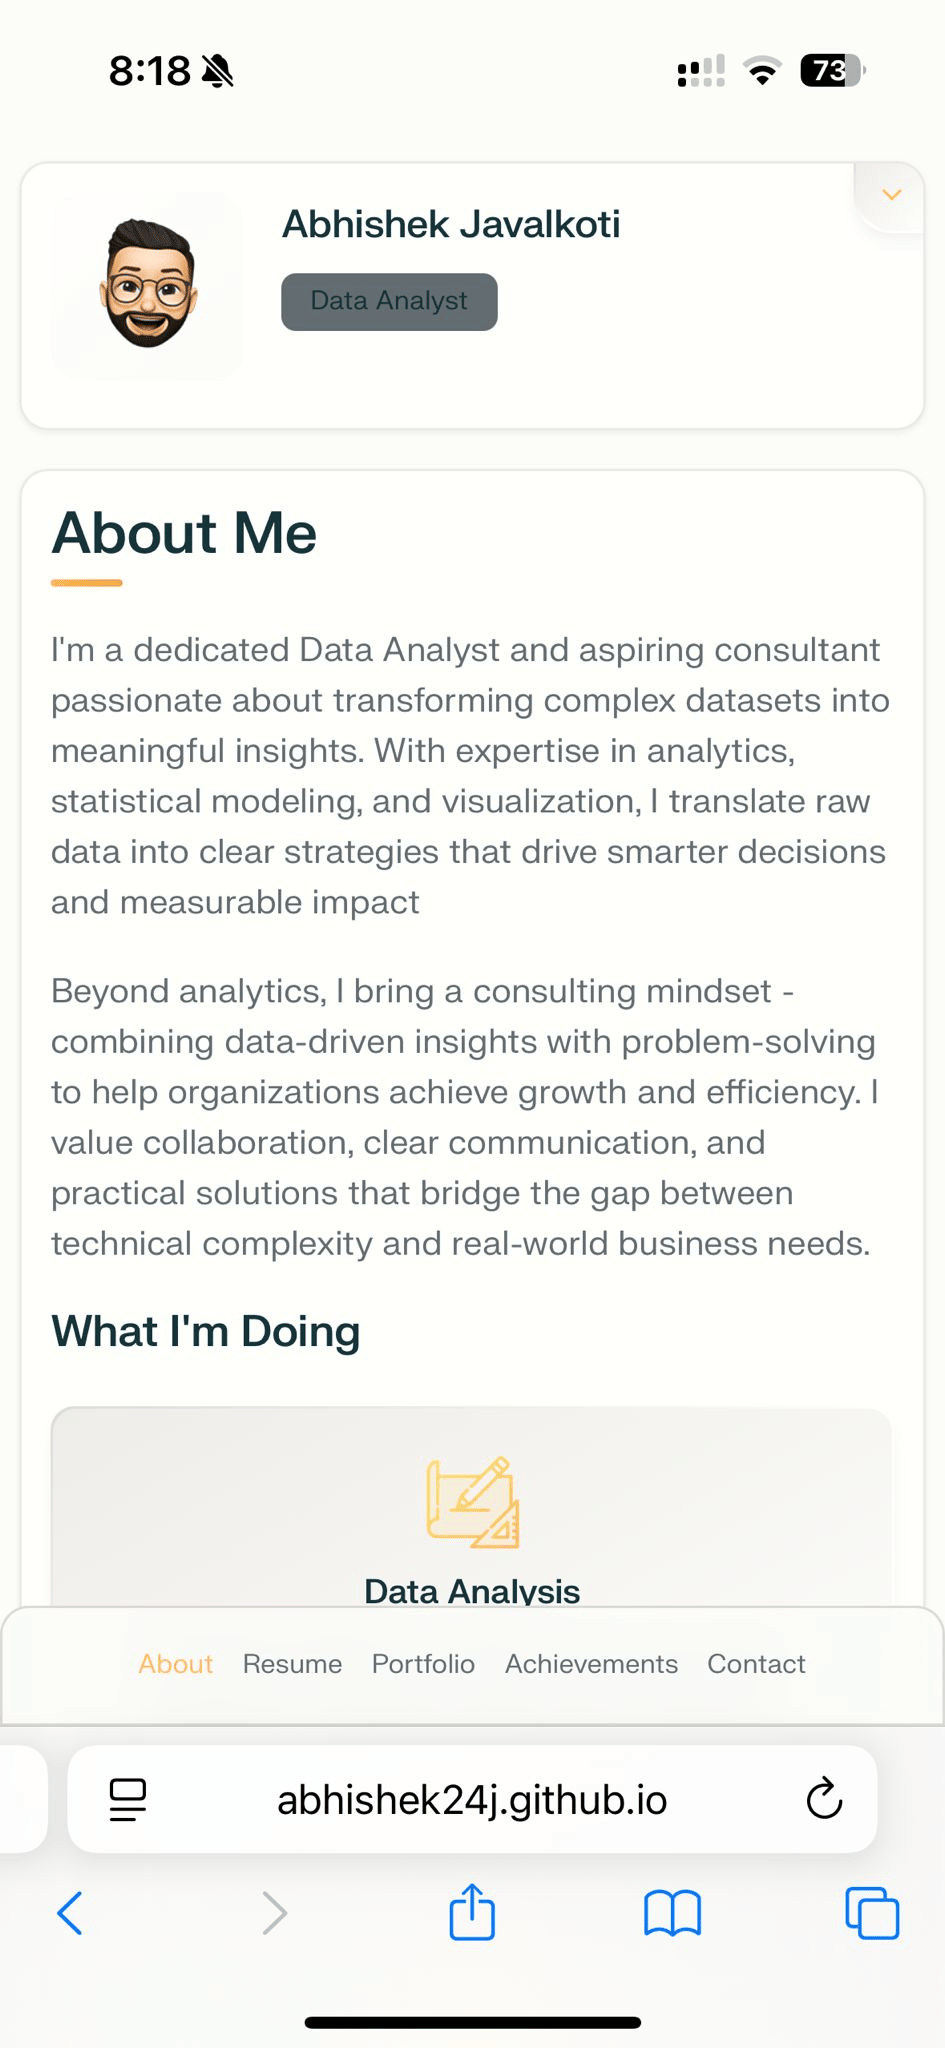 8:18
73
Abhishek Javalkoti
Data Analyst
About Me
I'm a dedicated Data Analyst and aspiring consultant
passionate about transforming complex datasets into
meaningful insights. With expertise in analytics,
statistical modeling, and visualization, I translate raw
data into clear strategies that drive smarter decisions
and measurable impact
Beyond analytics, I bring a consulting mindset -
combining data-driven insights with problem-solving
to help organizations achieve growth and efficiency. I
value collaboration, clear communication, and
practical solutions that bridge the gap between
technical complexity and real-world business needs.
What I'm Doing
Data Analysis
About Resume Portfolio Achievements Contact
abhishek24j.github.io